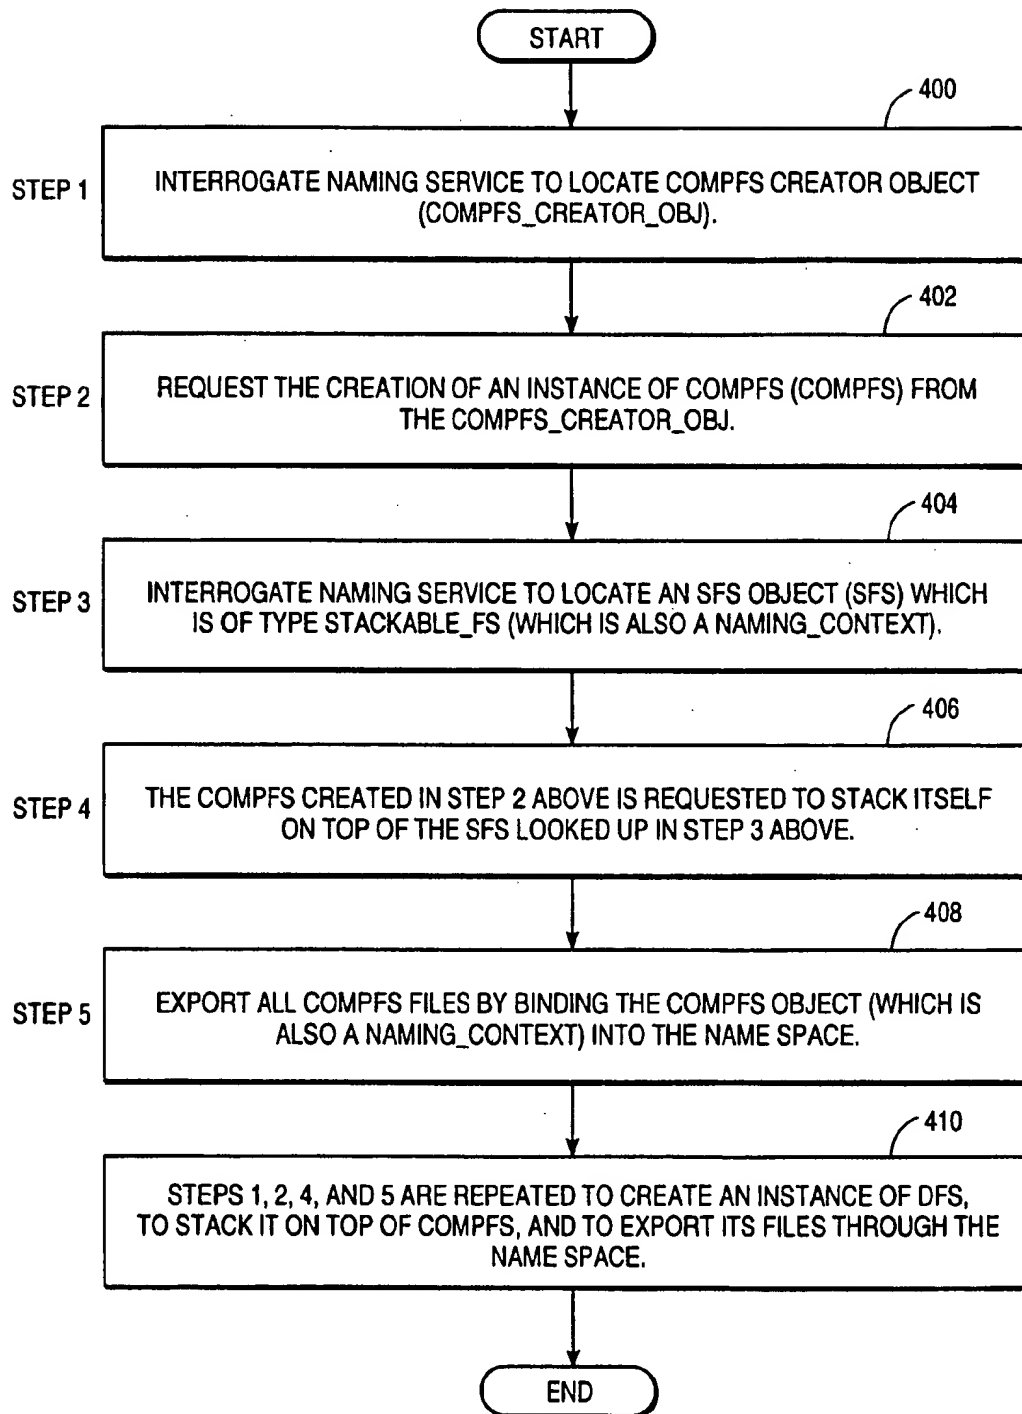 START
400
STEP 1
INTERROGATE NAMING SERVICE TO LOCATE COMPFS CREATOR OBJECT
(COMPFS_CREATOR_OBJ).
402
STEP 2
REQUEST THE CREATION OF AN INSTANCE OF COMPFS (COMPFS) FROM
THE COMPFS_CREATOR_OBJ.
404
STEP 3
INTERROGATE NAMING SERVICE TO LOCATE AN SFS OBJECT (SFS) WHICH
IS OF TYPE STACKABLE_FS (WHICH IS ALSO A NAMING_CONTEXT).
406
STEP 4
THE COMPFS CREATED IN STEP 2 ABOVE IS REQUESTED TO STACK ITSELF
ON TOP OF THE SFS LOOKED UP IN STEP 3 ABOVE.
408
STEP 5
EXPORT ALL COMPFS FILES BY BINDING THE COMPFS OBJECT (WHICH IS
ALSO A NAMING_CONTEXT) INTO THE NAME SPACE.
410
STEPS 1, 2, 4, AND 5 ARE REPEATED TO CREATE AN INSTANCE OF DFS,
TO STACK IT ON TOP OF COMPFS, AND TO EXPORT ITS FILES THROUGH THE
NAME SPACE.
END